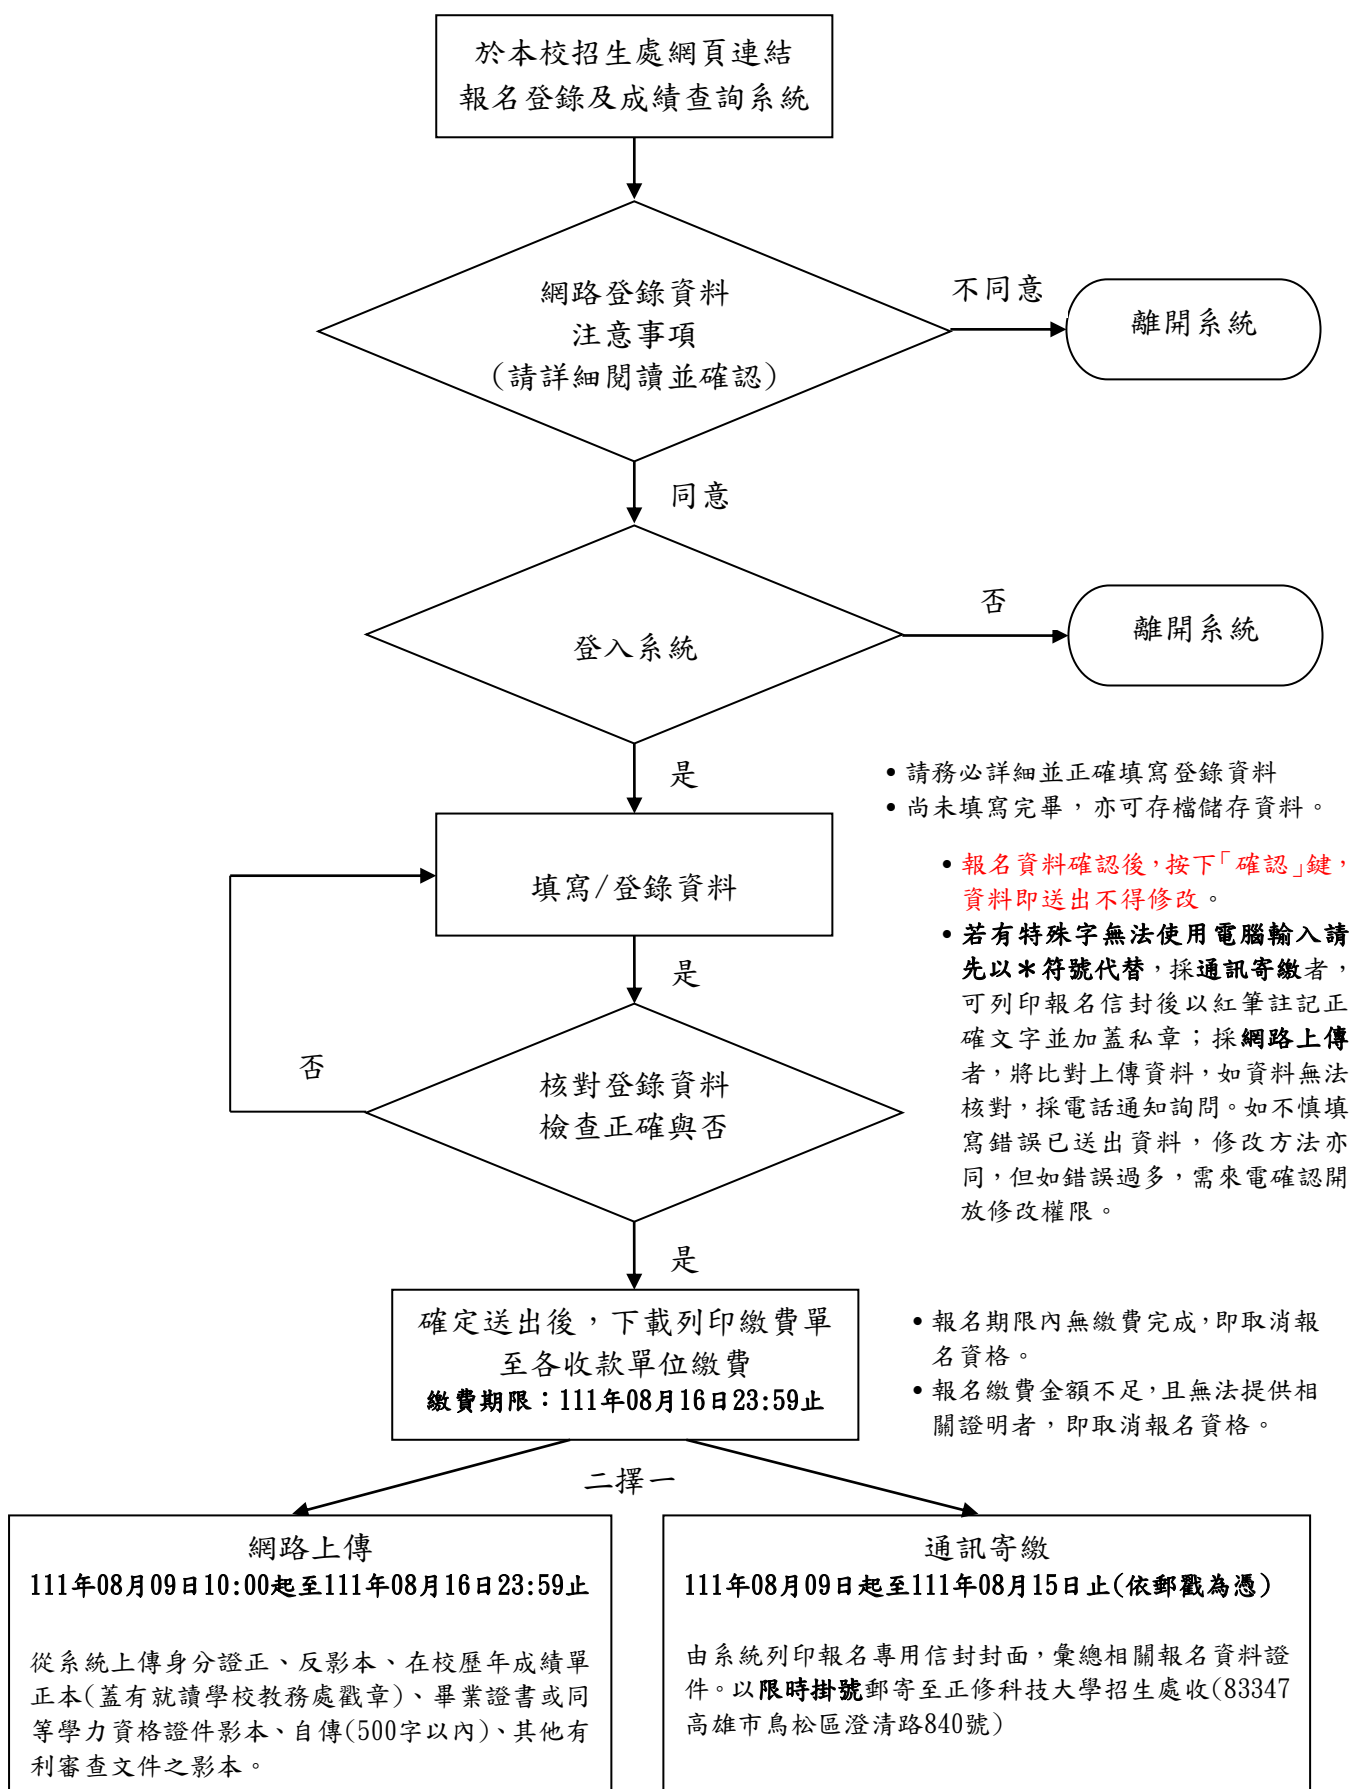 於本校招生處網頁連結
報名登錄及成績查詢系統
網路登錄資料
注意事項
(請詳細閱讀並確認)
不同意
離開系統
同意
登入系統
否
離開系統
是
•請務必詳細並正確填寫登錄資料
•尚未填寫完畢，亦可存檔儲存資料。
填寫/登錄資料
•報名資料確認後，按下「確認」鍵，
資料即送出不得修改。
•若有特殊字無法使用電腦輸入請
先以＊符號代替，採通訊寄繳者，
可列印報名信封後以紅筆註記正
確文字並加蓋私章；採網路上傳
者，將比對上傳資料，如資料無法
核對，採電話通知詢問。如不慎填
寫錯誤已送出資料，修改方法亦
同，但如錯誤過多，需來電確認開
放修改權限。
是
否
核對登錄資料
檢查正確與否
是
確定送出後，下載列印繳費單
至各收款單位繳費
繳費期限：111年08月16日23:59止
•報名期限內無繳費完成，即取消報
名資格。
•報名繳費金額不足，且無法提供相
關證明者，即取消報名資格。
二擇一
網路上傳
111年08月09日10:00起至111年08月16日23:59止
從系統上傳身分證正、反影本、在校歷年成績單
正本(蓋有就讀學校教務處戳章)、畢業證書或同
等學力資格證件影本、自傳(500字以內)、其他有
利審查文件之影本。
通訊寄繳
111年08月09日起至111年08月15日止(依郵戳為憑)
由系統列印報名專用信封封面，彙總相關報名資料證
件。以限時掛號郵寄至正修科技大學招生處收(83347
高雄市鳥松區澄清路840號)